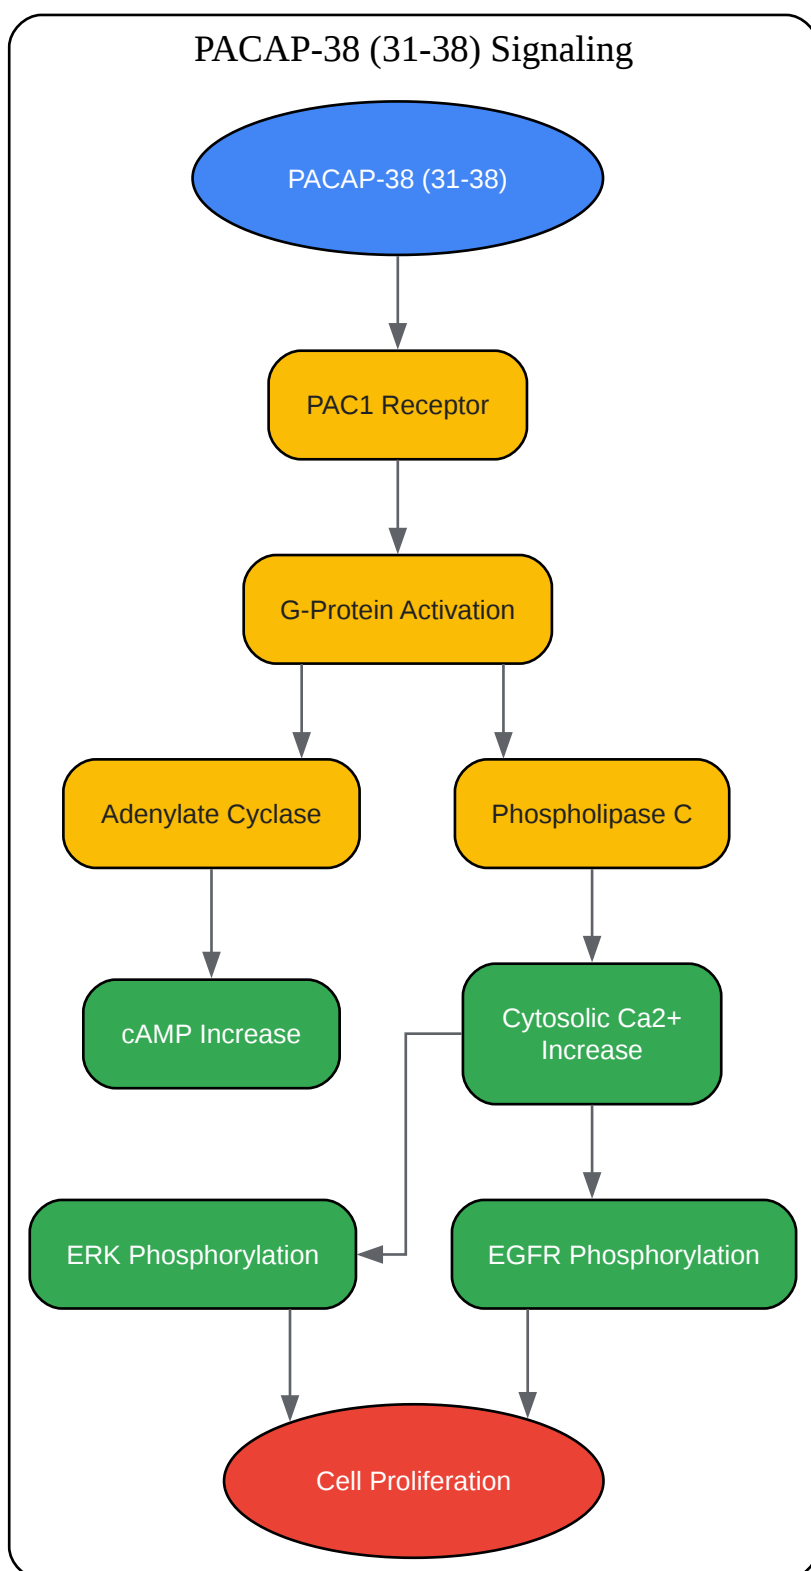 PACAP-38 (31-38) Signaling
PACAP-38 (31-38)
PAC1 Receptor
G-Protein Activation
Adenylate Cyclase
Phospholipase C
cAMP Increase
Cytosolic Ca2+
Increase
ERK Phosphorylation
EGFR Phosphorylation
Cell Proliferation